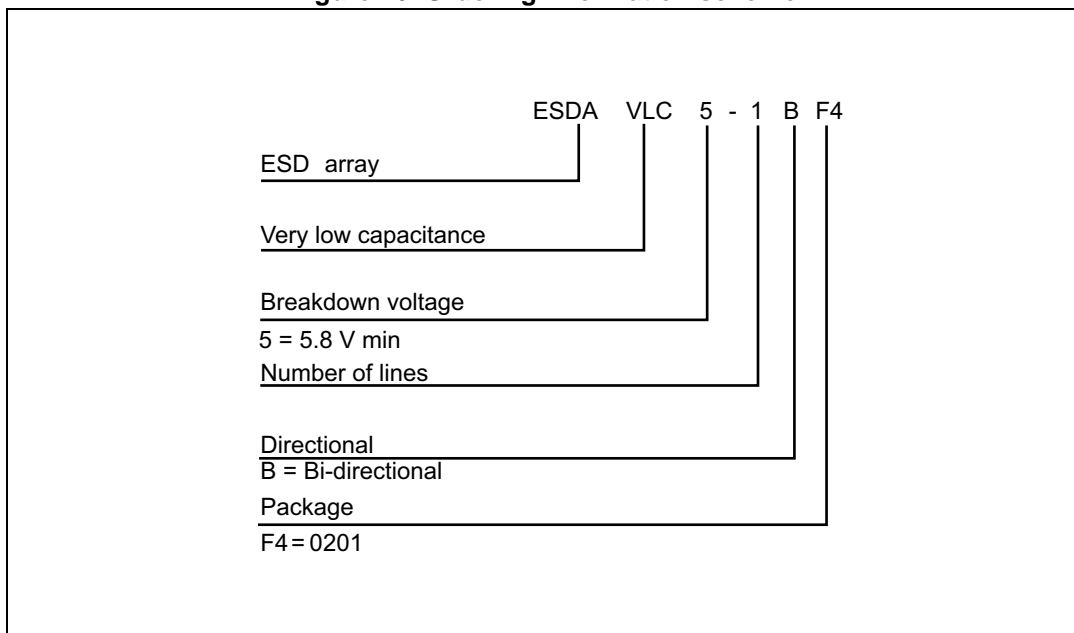 ESDA VLC 5 - 1 B F4
ESD array
Very low capacitance
Breakdown voltage
5 = 5.8 V min
Number of lines
Directional
B = Bi-directional
Package
F4 = 0201